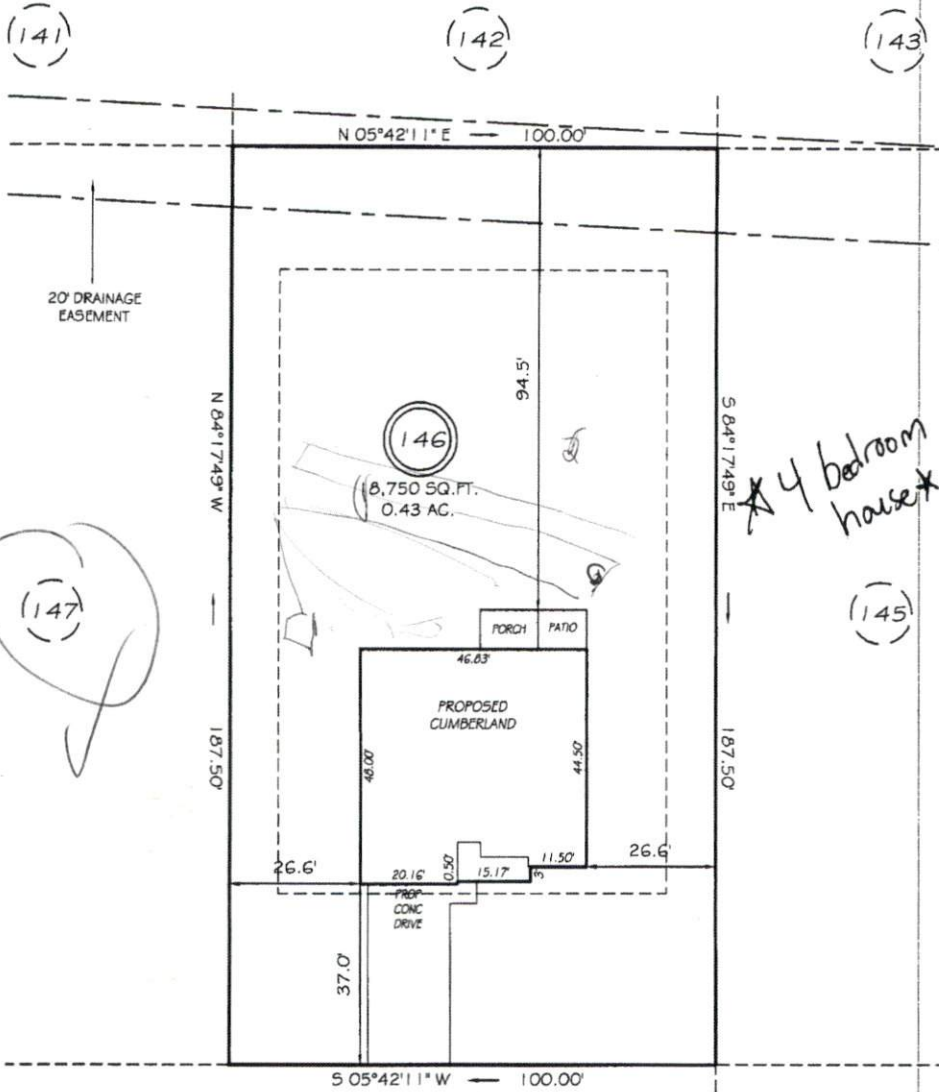 141
142
143
N 05°42'11" E 100.00'
20' DRAINAGE
EASEMENT
94.5'
N 84°17'49" W
187.50'
S 84°17'49" E
187.50'
146
8,750 SQ.FT.
0.43 AC.
4 bedroom
house
147
145
PORCH
PATIO
46.83'
PROPOSED
CUMBERLAND
48.00'
44.50'
26.6'
20.16'
0.50'
15.17'
3'
11.50'
26.6'
PROP
CONC
DRIVE
37.0'
S 05°42'11" W 100.00'